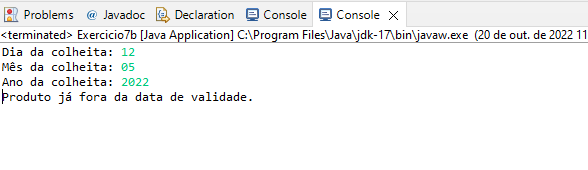 Problems @ Javadoc Declaration Console Console
<terminated> Exercicio7b [Java Application] C:\Program Files\Java\jdk-17\bin\javaw.exe (20 de out. de 2022 11
Dia da colheita: 12
Mês da colheita: 05
Ano da colheita: 2022
Produto já fora da data de validade.